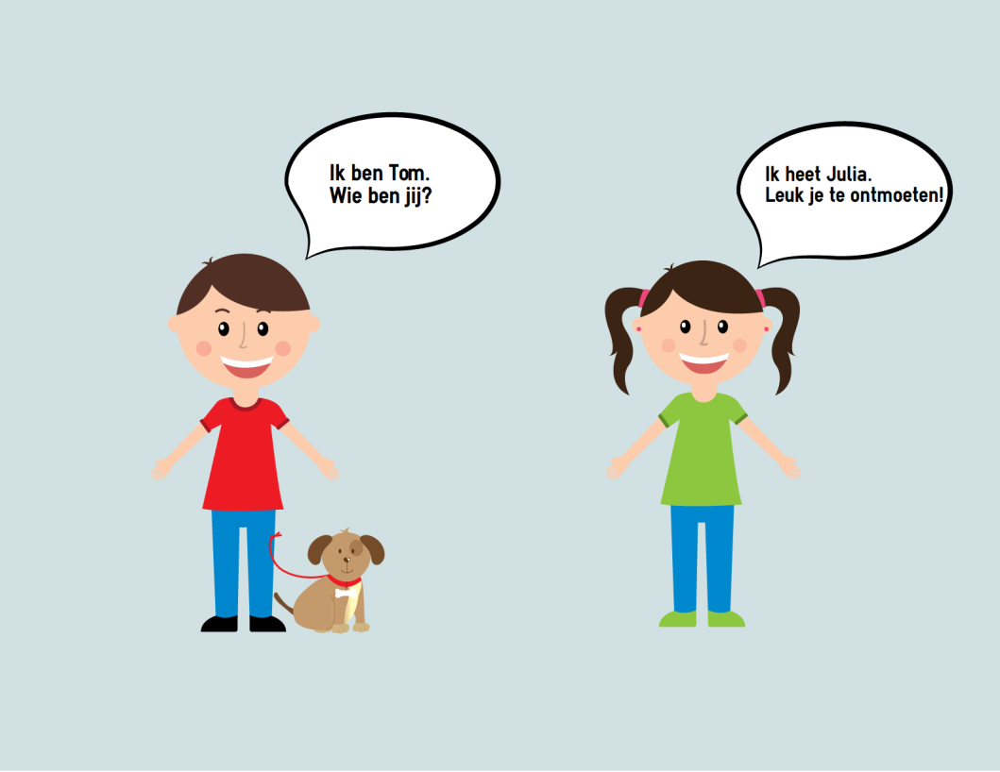 Ik ben Tom.
Wie ben jij?
Ik heet Julia.
Leuk je te ontmoeten!